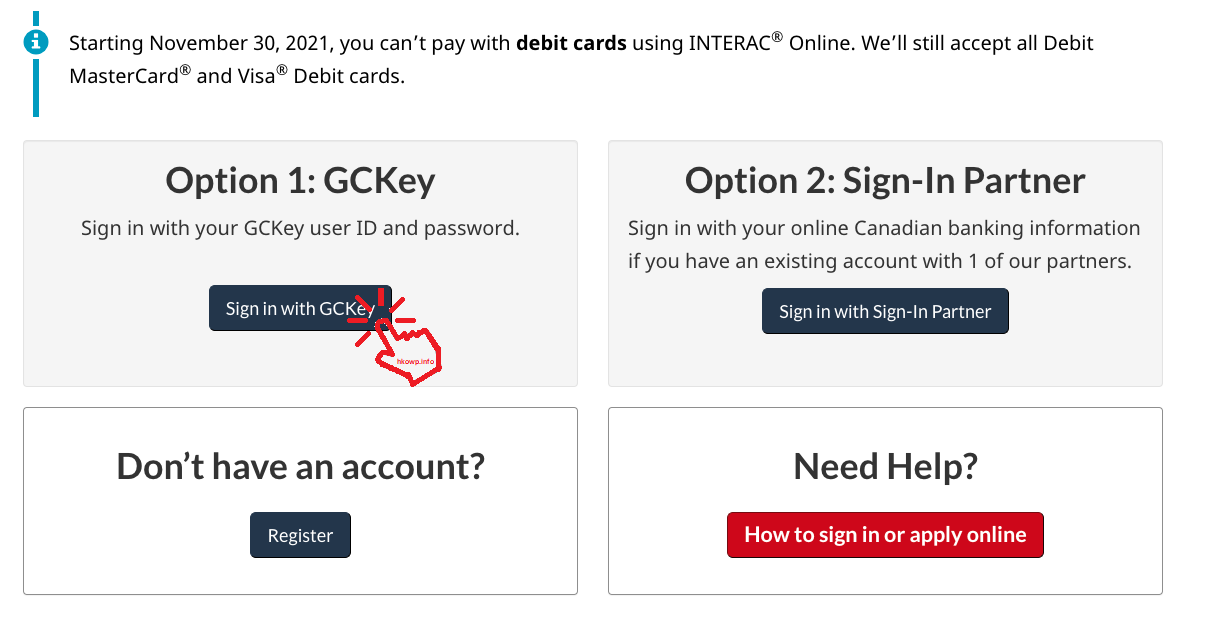 Starting November 30, 2021, you can’t pay with debit cards using INTERAC® Online. We’ll still accept all Debit
MasterCard® and Visa® Debit cards.
Option 1: GCKey
Sign in with your GCKey user ID and password.
Sign in with GCKey
hkowp.info
Option 2: Sign-In Partner
Sign in with your online Canadian banking information
if you have an existing account with 1 of our partners.
Sign in with Sign-In Partner
Don’t have an account?
Register
Need Help?
How to sign in or apply online